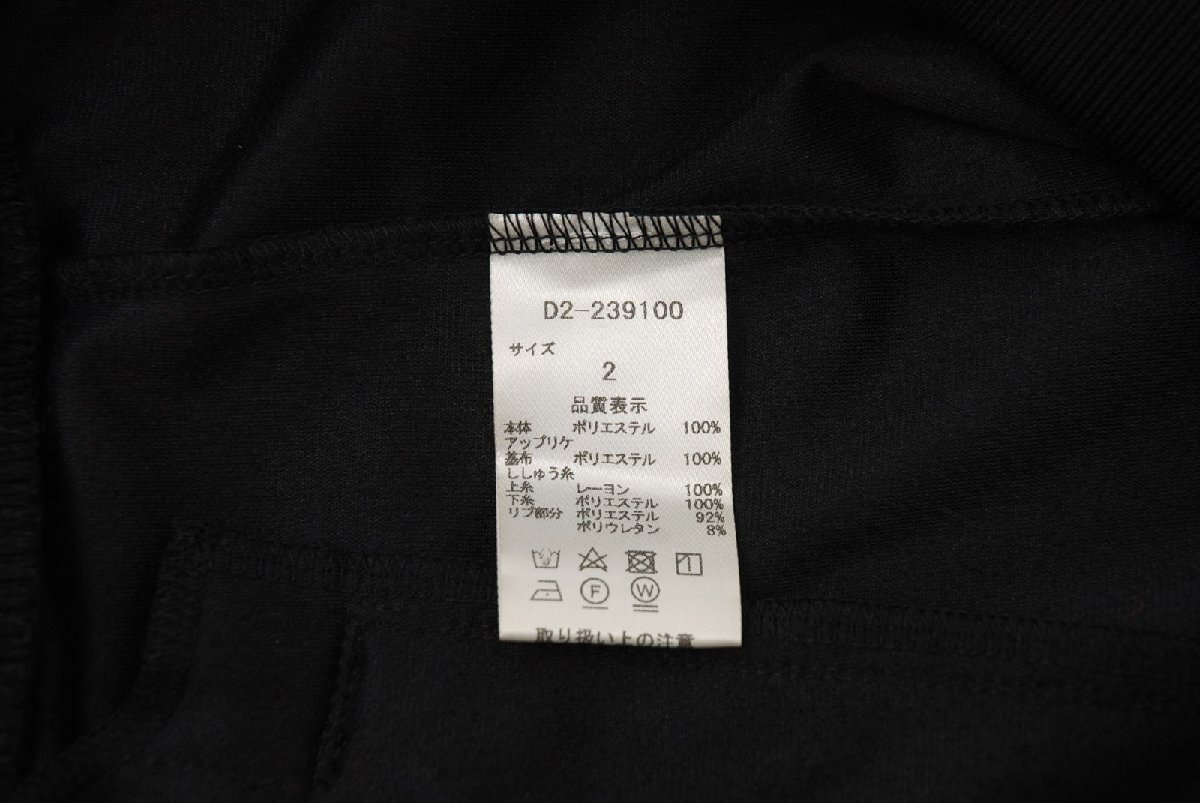 D2-239100
サイズ
2
品質表示
本体 ポリエステル 100%
アップリケ
基布 ポリエステル 100%
ししゅう糸
上糸 レーヨン 100%
下糸 ポリエステル 100%
リブ部分 ポリエステル 92%
ポリウレタン 8%
F W
取り扱い上の注意